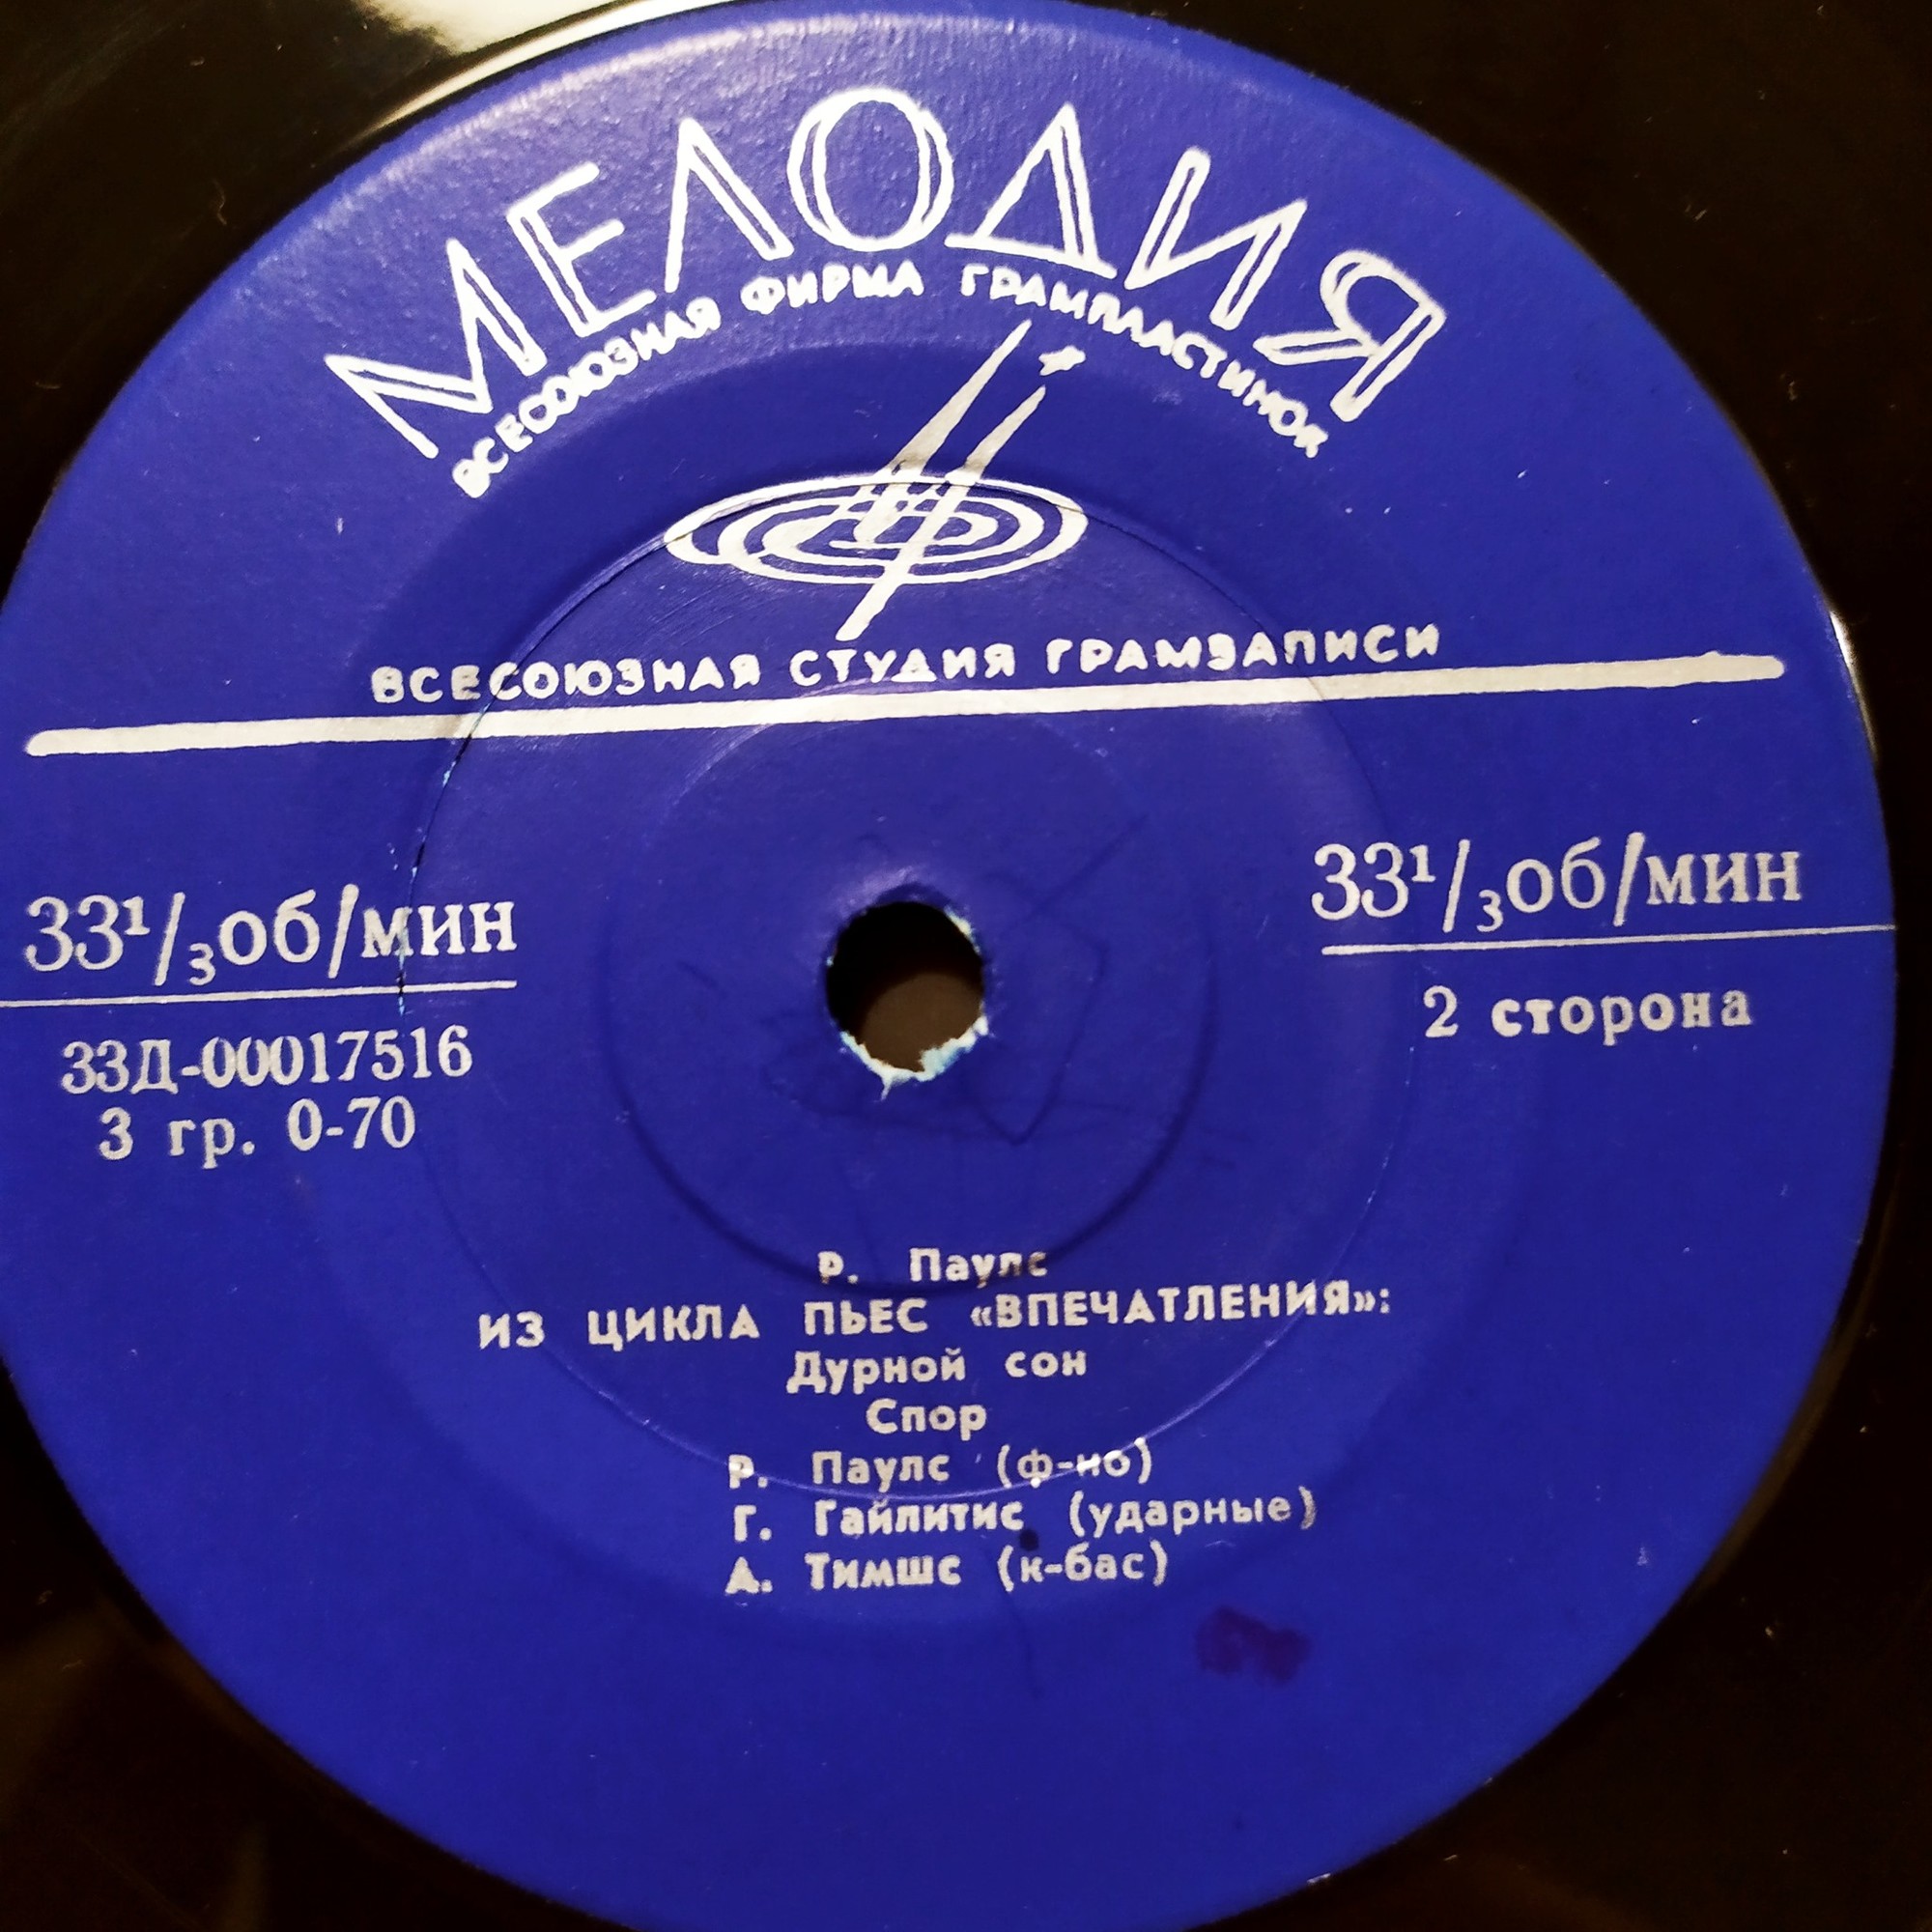 МЕЛОДИЯ
ВСЕСОЮЗНАЯ ФИРМА ГРАМПЛАСТИНОК
ВСЕСОЮЗНАЯ СТУДИЯ ГРАМЗАПИСИ
33¹/₃об/мин
33¹/₃об/мин
33Д-00017516
3 гр. 0-70
2 сторона
Р. Паулс
ИЗ ЦИКЛА ПЬЕС «ВПЕЧАТЛЕНИЯ»:
Дурной сон
Спор
Р. Паулс (ф-но)
Г. Гайлитис (ударные)
А. Тимшс (к-бас)